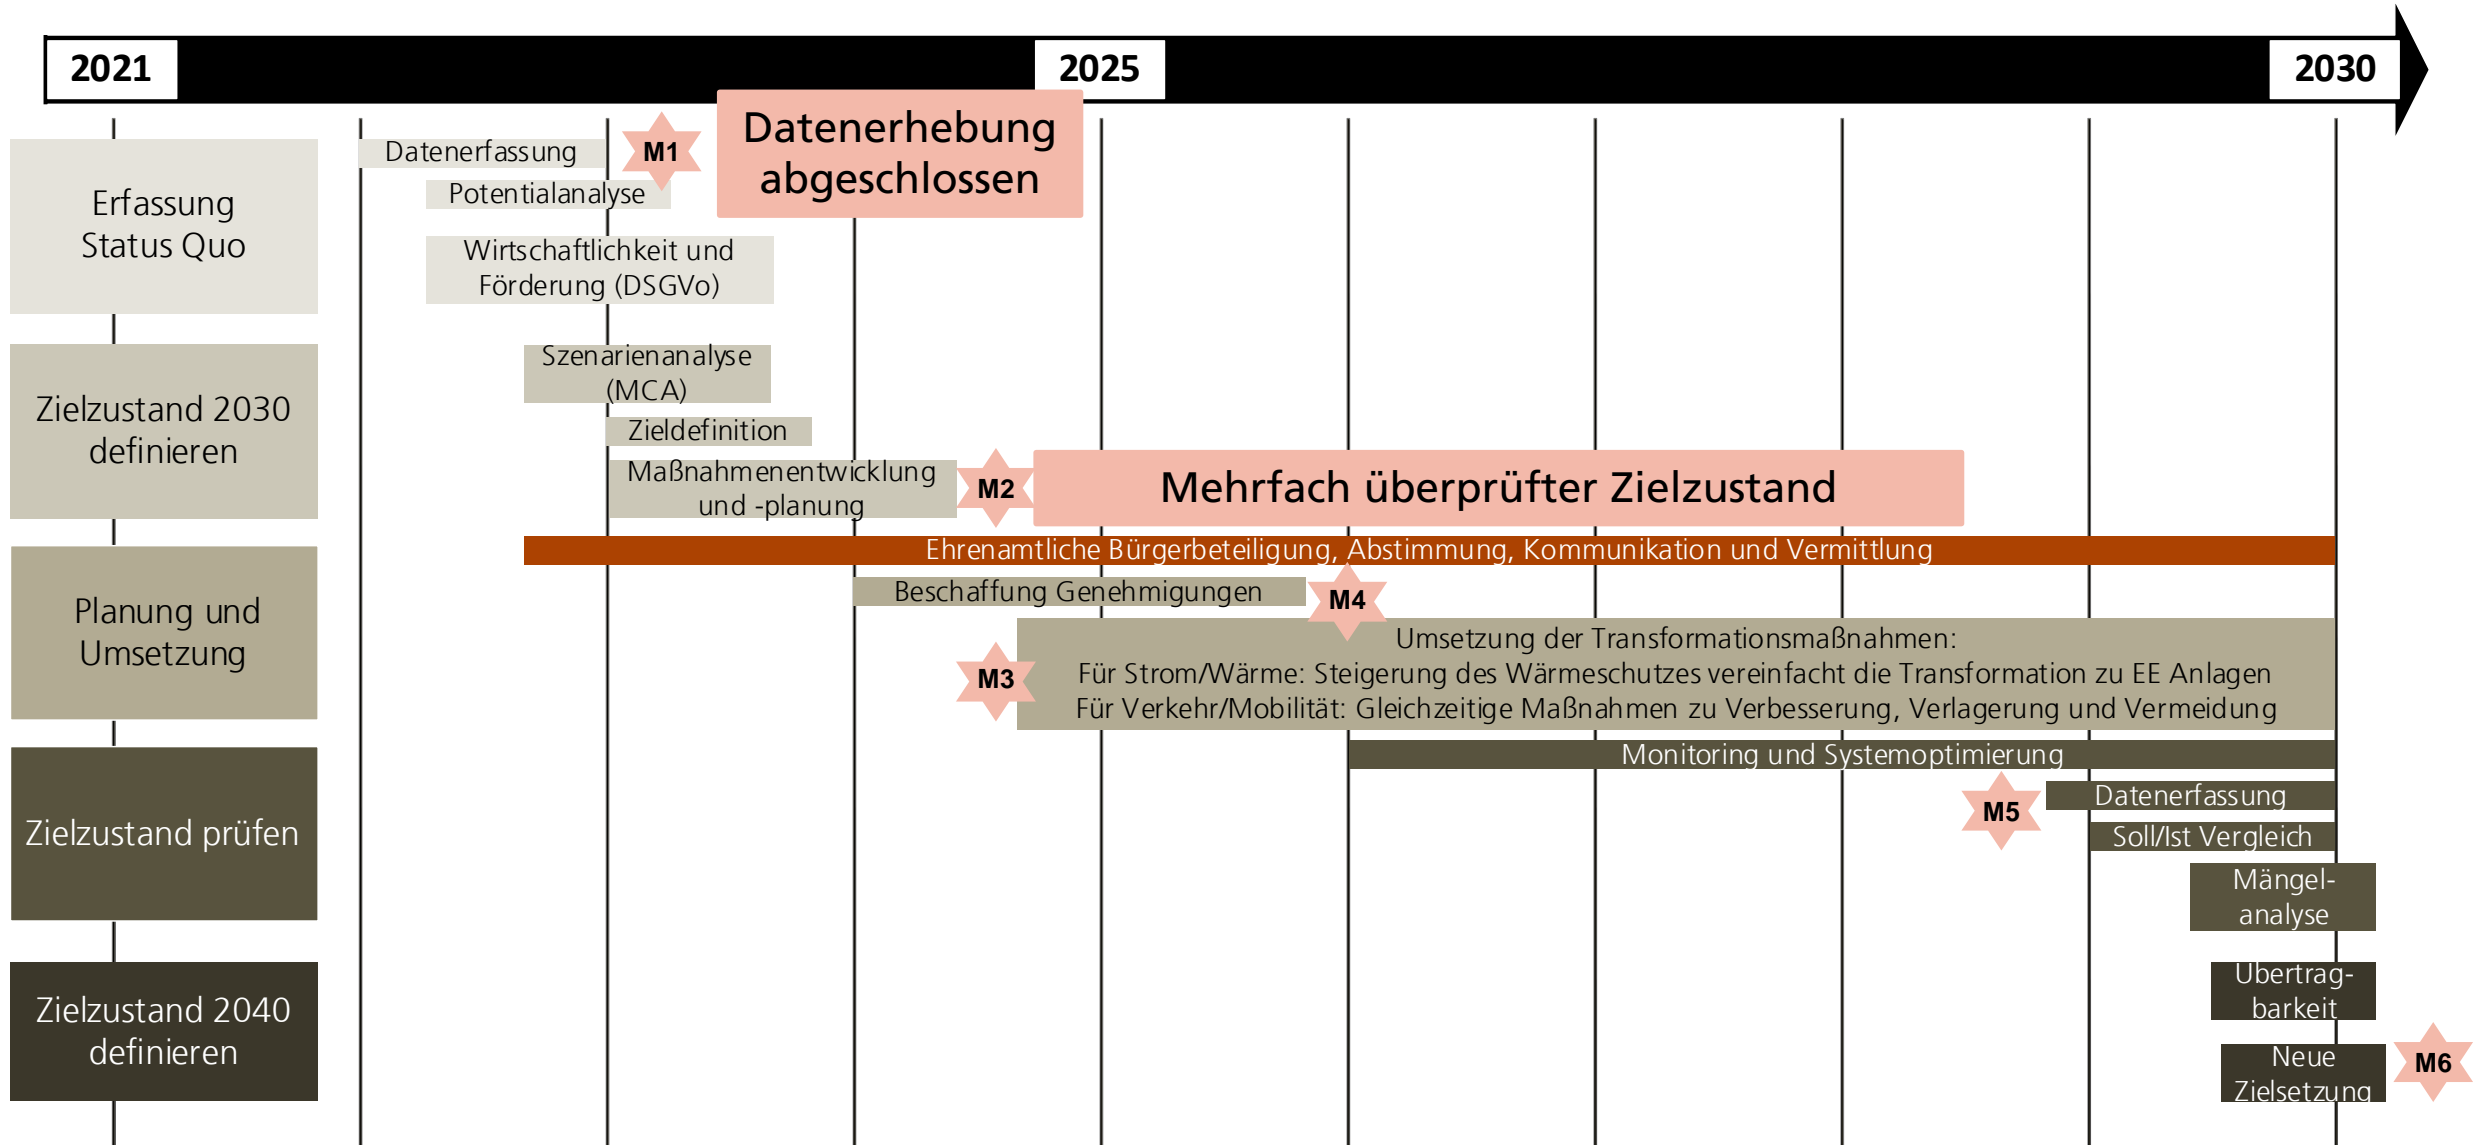 2021
2025
2030
Erfassung
Status Quo
Datenerfassung
M1
Datenerhebung
abgeschlossen
Potentialanalyse
Wirtschaftlichkeit und
Förderung (DSGVo)
Zielzustand 2030
definieren
Szenarienanalyse
(MCA)
Zieldefinition
Maßnahmenentwicklung
und -planung
M2
Mehrfach überprüfter Zielzustand
Planung und
Umsetzung
Ehrenamtliche Bürgerbeteiligung, Abstimmung, Kommunikation und Vermittlung
Beschaffung Genehmigungen
M4
M3
Umsetzung der Transformationsmaßnahmen:
Für Strom/Wärme: Steigerung des Wärmeschutzes vereinfacht die Transformation zu EE Anlagen
Für Verkehr/Mobilität: Gleichzeitige Maßnahmen zu Verbesserung, Verlagerung und Vermeidung
Zielzustand prüfen
Monitoring und Systemoptimierung
M5
Datenerfassung
Soll/Ist Vergleich
Mängel-
analyse
Zielzustand 2040
definieren
Übertrag-
barkeit
Neue
Zielsetzung
M6